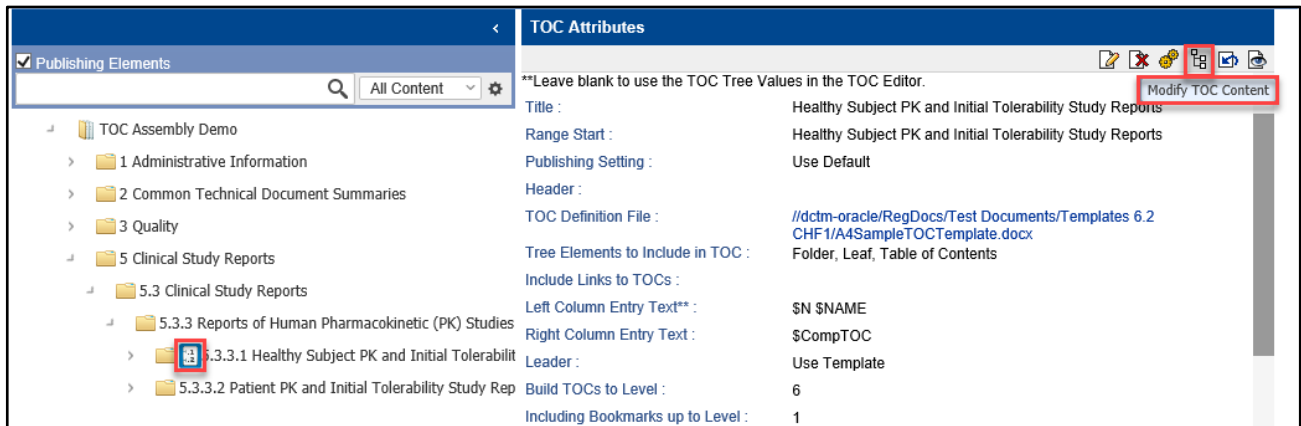 TOC Attributes
Publishing Elements
All Content
**Leave blank to use the TOC Tree Values in the TOC Editor.
Modify TOC Content
TOC Assembly Demo
1 Administrative Information
2 Common Technical Document Summaries
3 Quality
5 Clinical Study Reports
5.3 Clinical Study Reports
5.3.3 Reports of Human Pharmacokinetic (PK) Studies
5.3.3.1 Healthy Subject PK and Initial Tolerabilit
5.3.3.2 Patient PK and Initial Tolerability Study Rep
Title : Healthy Subject PK and Initial Tolerability Study Reports
Range Start : Healthy Subject PK and Initial Tolerability Study Reports
Publishing Setting : Use Default
Header :
TOC Definition File : //dctm-oracle/RegDocs/Test Documents/Templates 6.2
CHF1/A4SampleTOCTemplate.docx
Tree Elements to Include in TOC : Folder, Leaf, Table of Contents
Include Links to TOCs :
Left Column Entry Text** : $N $NAME
Right Column Entry Text : $CompTOC
Leader : Use Template
Build TOCs to Level : 6
Including Bookmarks up to Level : 1